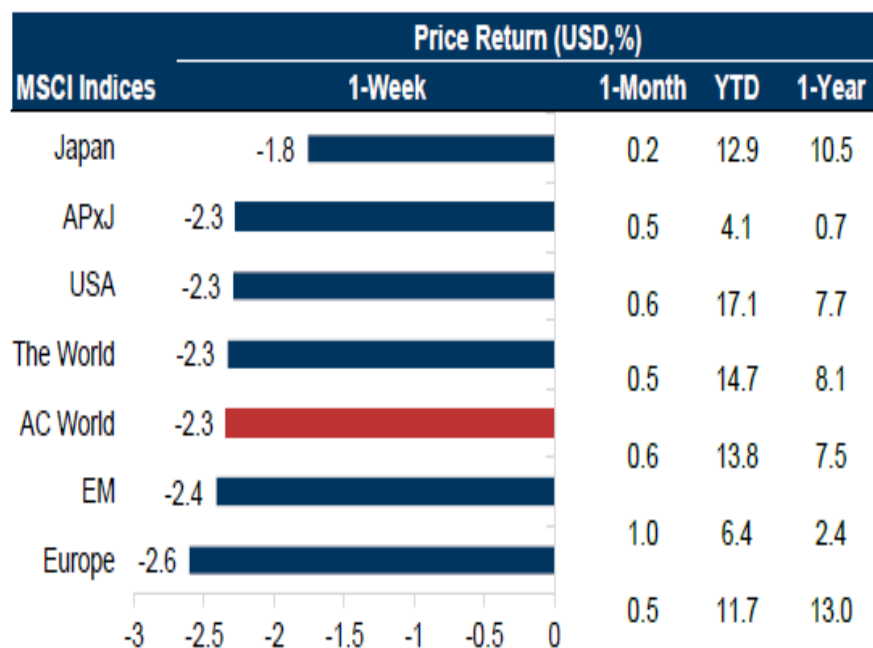 Price Return (USD,%)
MSCI Indices 1-Week 1-Month YTD 1-Year
Japan -1.8 0.2 12.9 10.5
APxJ -2.3 0.5 4.1 0.7
USA -2.3 0.6 17.1 7.7
The World -2.3 0.5 14.7 8.1
AC World -2.3 0.6 13.8 7.5
EM -2.4 1.0 6.4 2.4
Europe -2.6 0.5 11.7 13.0
-3 -2.5 -2 -1.5 -1 -0.5 0